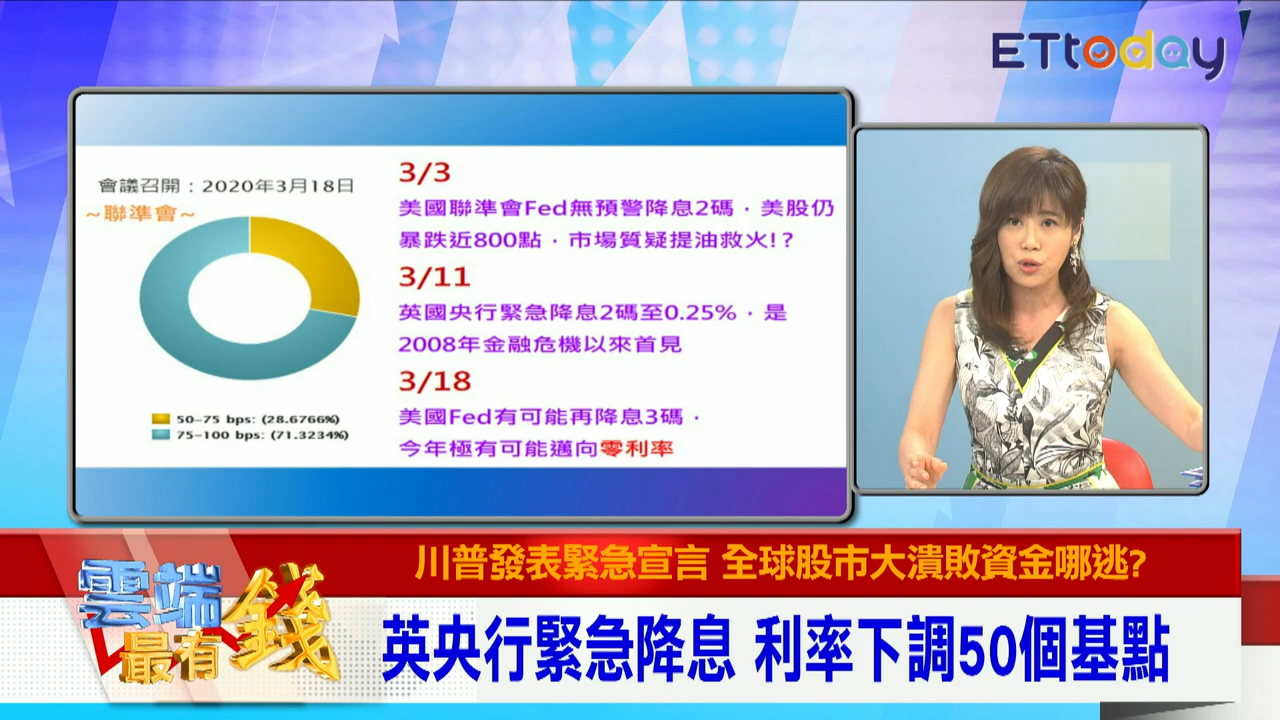 ETtoday
會議召開：2020年3月18日
~聯準會~
50-75 bps: (28.6766%)
75-100 bps: (71.3234%)
3/3
美國聯準會Fed無預警降息2碼，美股仍
暴跌近800點，市場質疑提油救火!？
3/11
英國央行緊急降息2碼至0.25%，是
2008年金融危機以來首見
3/18
美國Fed有可能再降息3碼，
今年極有可能邁向零利率
川普發表緊急宣言 全球股市大潰敗資金哪逃?
雲端
最有錢
英央行緊急降息 利率下調50個基點